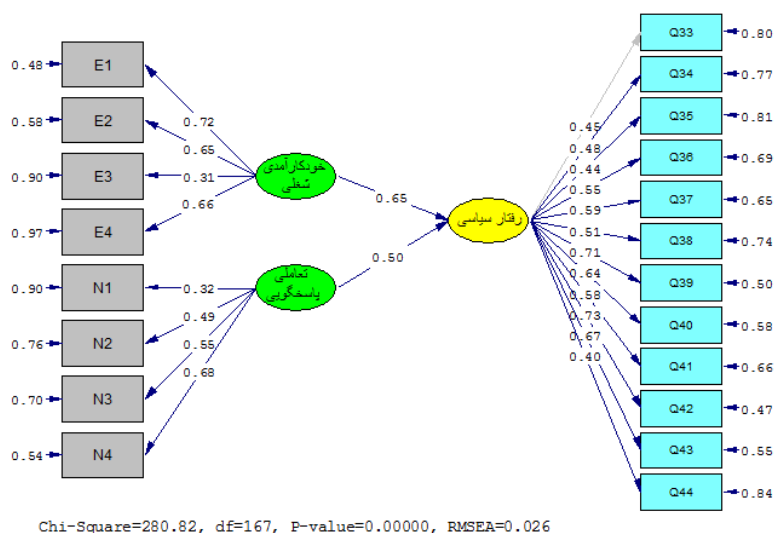 0.48 E1
0.58 E2
0.90 E3
0.97 E4
0.90 N1
0.76 N2
0.70 N3
0.54 N4
0.72
0.65
0.31
0.66
0.32
0.49
0.55
0.68
خودکارآمدی
شغلی
تعاملی
پاسخگویی
0.65
0.50
رفتار سیاسی
0.45
0.48
0.44
0.55
0.59
0.51
0.71
0.64
0.58
0.73
0.67
0.40
Q33 0.80
Q34 0.77
Q35 0.81
Q36 0.69
Q37 0.65
Q38 0.74
Q39 0.50
Q40 0.58
Q41 0.66
Q42 0.47
Q43 0.55
Q44 0.84
Chi-Square=280.82, df=167, P-value=0.00000, RMSEA=0.026